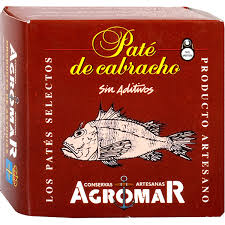 Paté
de cabracho
Sin Aditivos
LOS PATÉS SELECTOS
PRODUCTO ARTESANO
CONSERVAS ARTESANAS
AGROMAR
AGROMAR